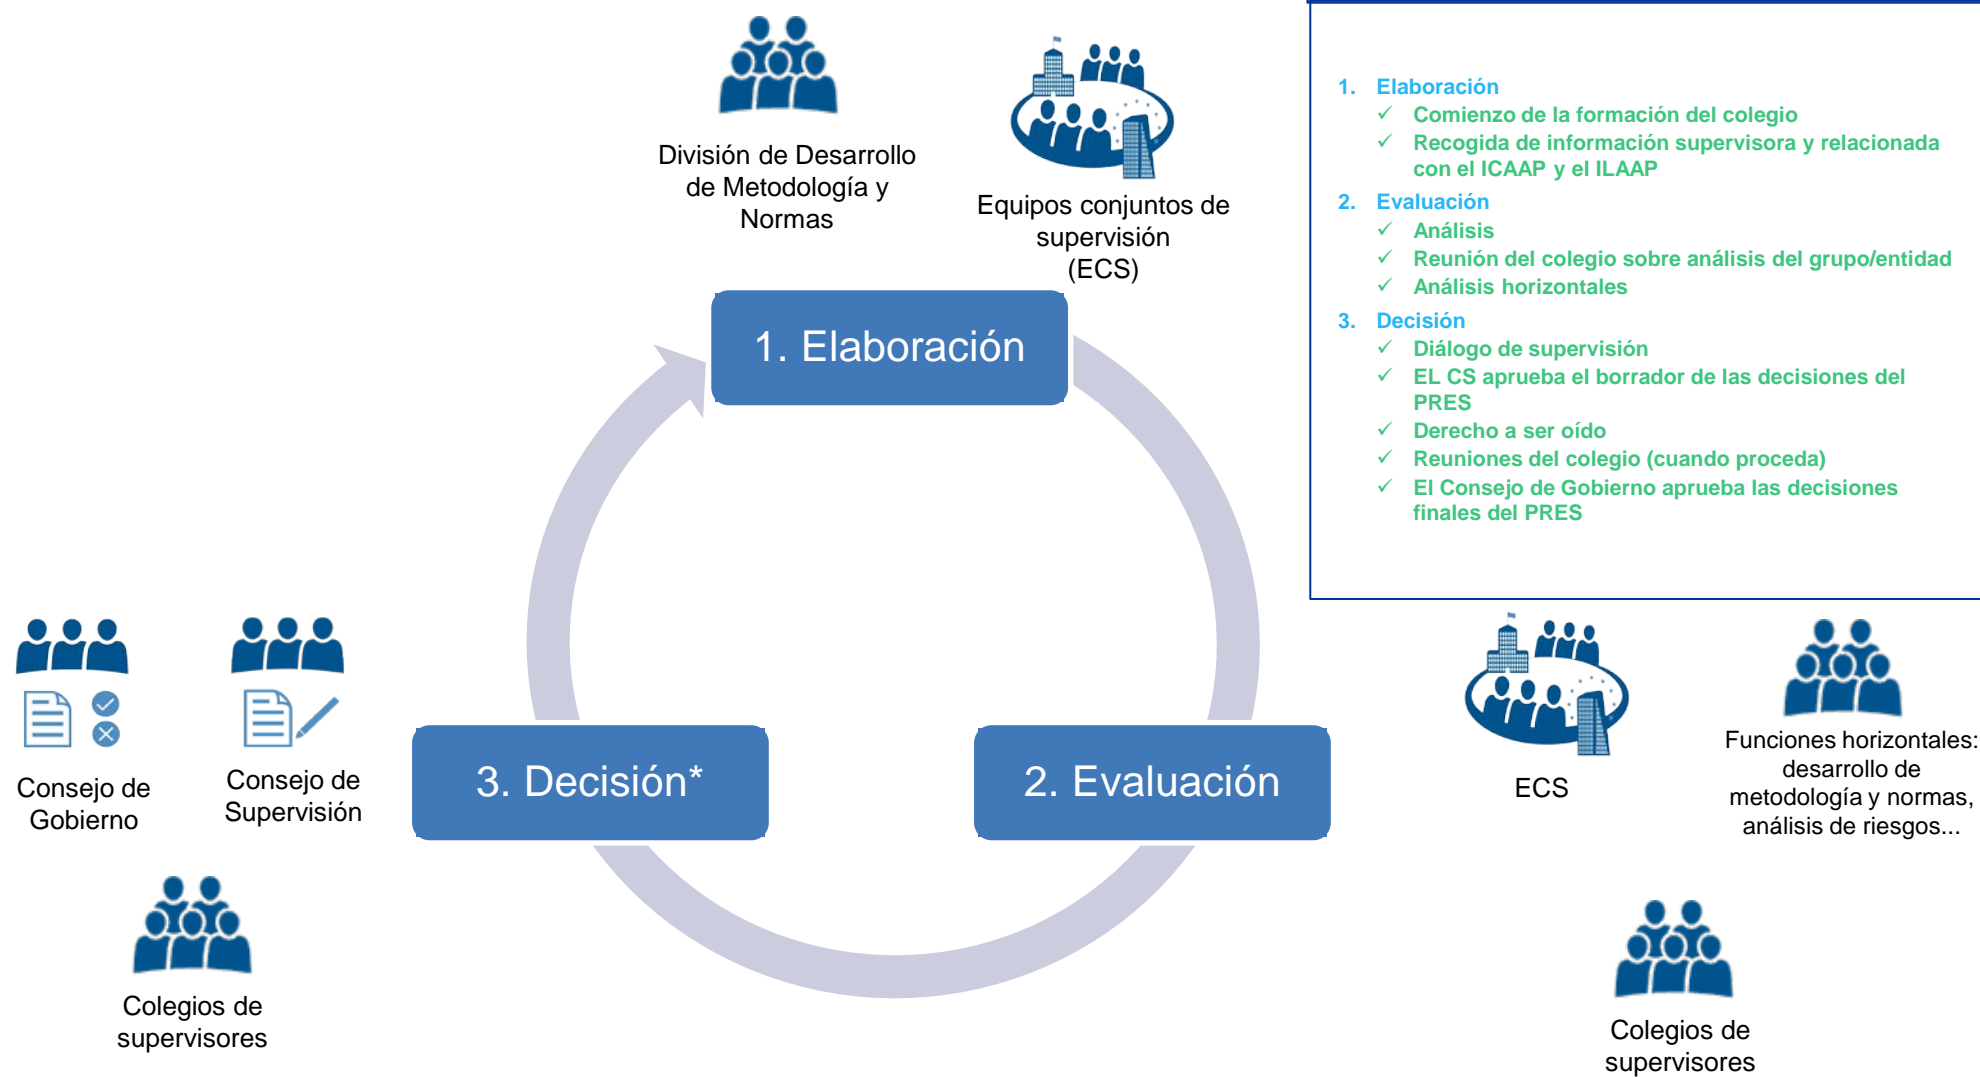 División de Desarrollo
de Metodología y
Normas
Equipos conjuntos de
supervisión
(ECS)
1. Elaboración
✓ Comienzo de la formación del colegio
✓ Recogida de información supervisora y relacionada
con el ICAAP y el ILAAP
2. Evaluación
✓ Análisis
✓ Reunión del colegio sobre análisis del grupo/entidad
✓ Análisis horizontales
3. Decisión
✓ Diálogo de supervisión
✓ EL CS aprueba el borrador de las decisiones del
PRES
✓ Derecho a ser oído
✓ Reuniones del colegio (cuando proceda)
✓ El Consejo de Gobierno aprueba las decisiones
finales del PRES
1. Elaboración
2. Evaluación
3. Decisión*
Consejo de
Gobierno
Consejo de
Supervisión
Colegios de
supervisores
ECS
Funciones horizontales:
desarrollo de
metodología y normas,
análisis de riesgos...
Colegios de
supervisores